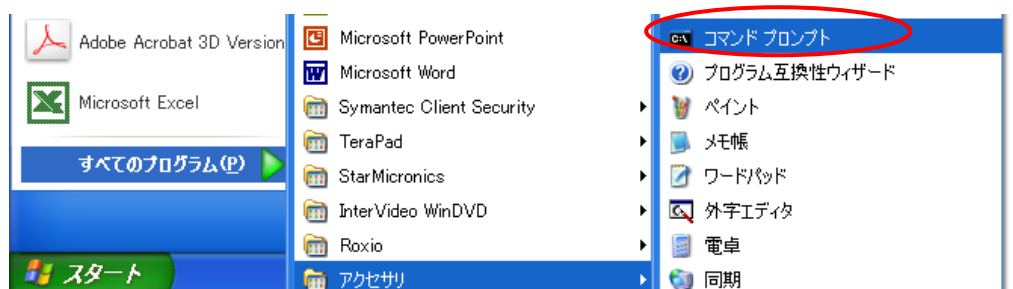 Adobe Acrobat 3D Version
Microsoft Excel
すべてのプログラム(P)
スタート
Microsoft PowerPoint
Microsoft Word
Symantec Client Security
TeraPad
StarMicronics
InterVideo WinDVD
Roxio
アクセサリ
コマンド プロンプト
プログラム互換性ウィザード
ペイント
メモ帳
ワードパッド
外字エディタ
電卓
同期